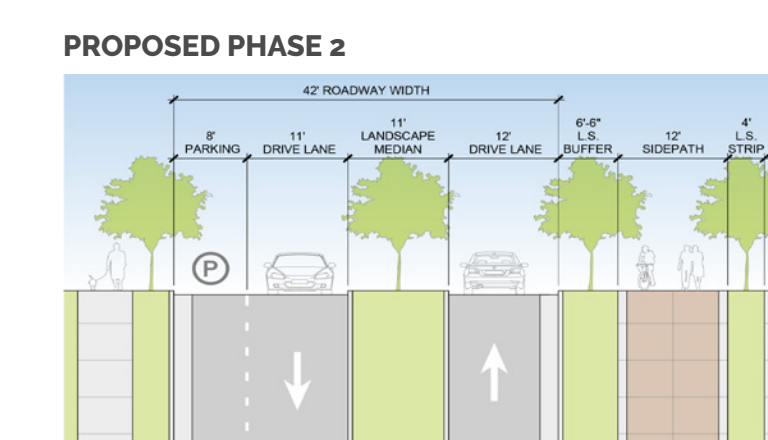 PROPOSED PHASE 2
42' ROADWAY WIDTH
8'
PARKING
11'
DRIVE LANE
11'
LANDSCAPE
MEDIAN
12'
DRIVE LANE
6'-6"
L.S.
BUFFER
12'
SIDEPATH
4'
L.S.
STRIP
P